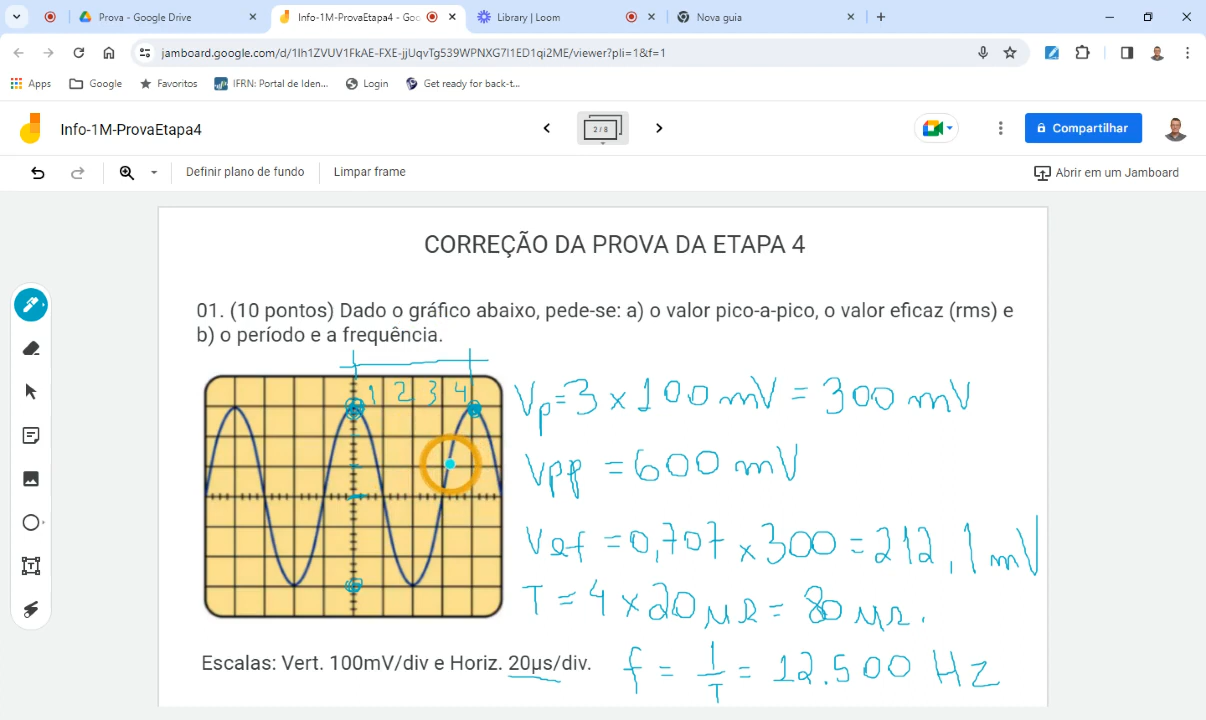 Prova - Google Drive
Info-1M-ProvaEtapa4 - Goo
Library | Loom
Nova guia
jamboard.google.com/d/1Ih1ZVUV1FkAE-FXE-jjUqvTg539WPNXG7I1ED1qi2ME/viewer?pli=1&f=1
Apps
Google
Favoritos
IFRN: Portal de Iden...
Login
Get ready for back-t...
Info-1M-ProvaEtapa4
2 / 8
Compartilhar
Definir plano de fundo
Limpar frame
Abrir em um Jamboard
CORREÇÃO DA PROVA DA ETAPA 4
01. (10 pontos) Dado o gráfico abaixo, pede-se: a) o valor pico-a-pico, o valor eficaz (rms) e
b) o período e a frequência.
1 2 3 4
Vp = 3 x 100 mV = 300 mV
Vpp = 600 mV
Vef = 0,707 x 300 = 212,1 mV
T = 4 x 20 µs = 80 µs.
Escalas: Vert. 100mV/div e Horiz. 20µs/div.
f = 1/T = 12.500 Hz